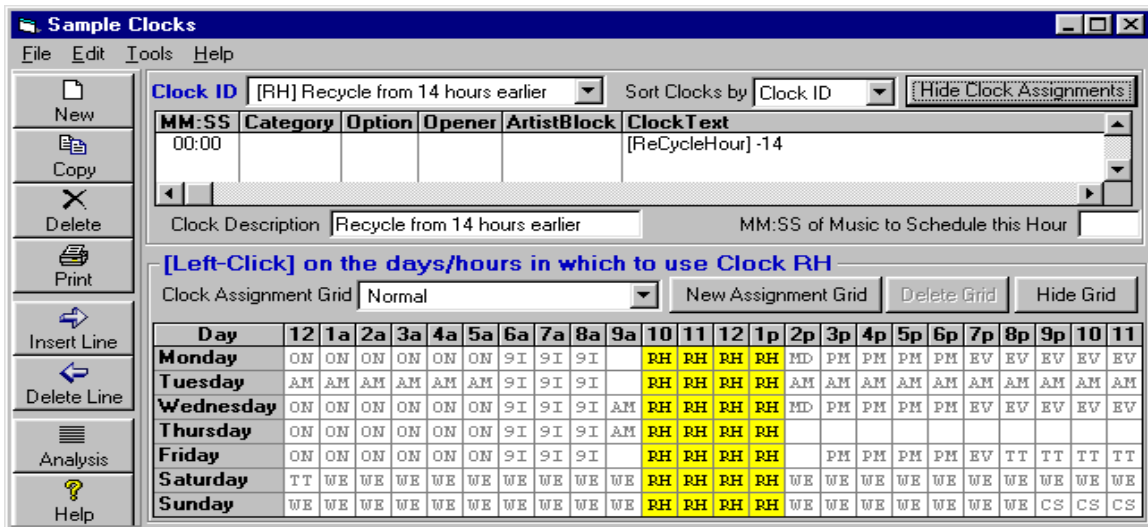 Sample Clocks
File Edit Tools Help
New
Copy
Delete
Print
Insert Line
Delete Line
Analysis
Help
Clock ID [RH] Recycle from 14 hours earlier Sort Clocks by Clock ID [Hide Clock Assignments]
MM:SS Category Option Opener ArtistBlock ClockText
00:00 [ReCycleHour] -14
Clock Description Recycle from 14 hours earlier MM:SS of Music to Schedule this Hour
[Left-Click] on the days/hours in which to use Clock RH
Clock Assignment Grid Normal New Assignment Grid Delete Grid Hide Grid
Day 12 1a 2a 3a 4a 5a 6a 7a 8a 9a 10 11 12 1p 2p 3p 4p 5p 6p 7p 8p 9p 10 11
Monday ON ON ON ON ON ON 9I 9I 9I RH RH RH RH MD PM PM PM PM EV EV EV EV EV
Tuesday AM AM AM AM AM AM 9I 9I 9I RH RH RH RH AM AM AM AM AM AM AM AM AM AM
Wednesday ON ON ON ON ON ON 9I 9I 9I AM RH RH RH RH MD PM PM PM PM EV EV EV EV EV
Thursday ON ON ON ON ON ON 9I 9I 9I AM RH RH RH RH
Friday ON ON ON ON ON ON 9I 9I 9I RH RH RH RH PM PM PM PM EV TT TT TT TT
Saturday TT WE WE WE WE WE WE WE WE WE RH RH RH RH WE WE WE WE WE WE WE WE WE WE
Sunday WE WE WE WE WE WE WE WE WE WE RH RH RH RH WE WE WE WE WE WE WE CS CS CS